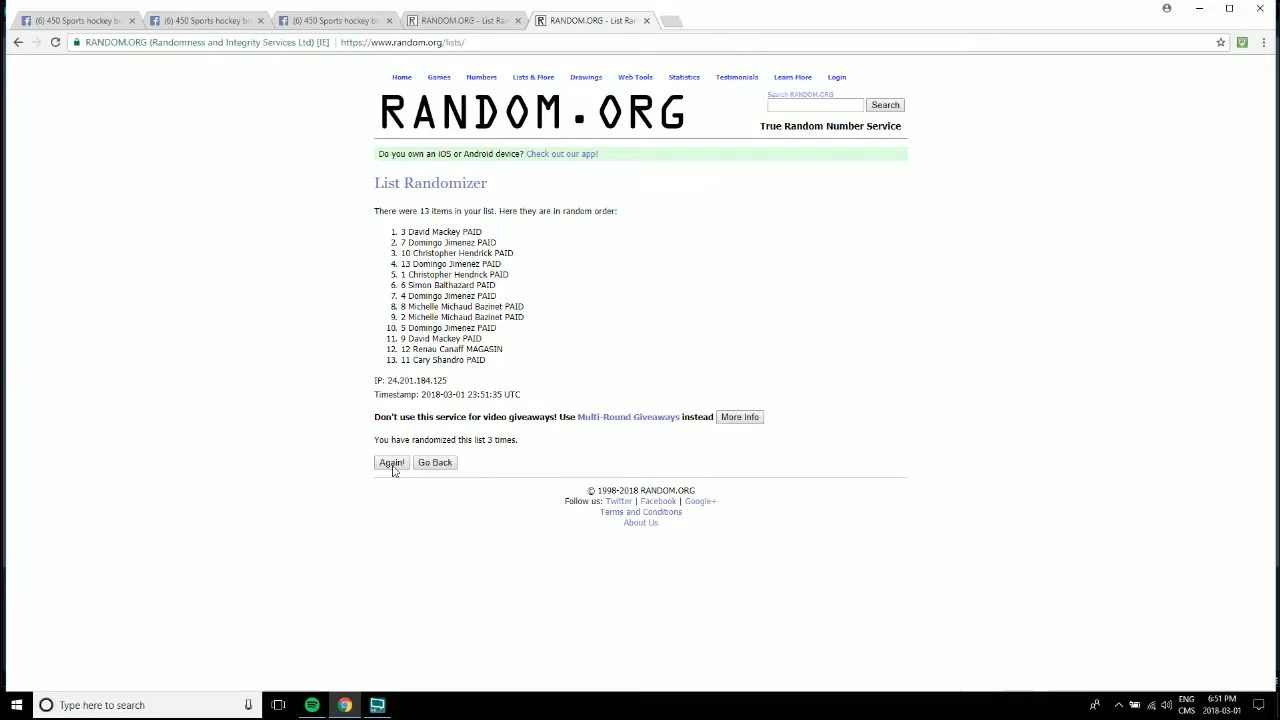 (6) 450 Sports hockey br
(6) 450 Sports hockey br
(6) 450 Sports hockey br
RANDOM.ORG - List Ran
RANDOM.ORG - List Ran
RANDOM.ORG (Randomness and Integrity Services Ltd) [IE]
https://www.random.org/lists/
Home Games Numbers Lists & More Drawings Web Tools Statistics Testimonials Learn More Login
RANDOM.ORG
Search RANDOM.ORG
Search
True Random Number Service
Do you own an iOS or Android device? Check out our app!
List Randomizer
There were 13 items in your list. Here they are in random order:
1. 3 David Mackey PAID
2. 7 Domingo Jimenez PAID
3. 10 Christopher Hendrick PAID
4. 13 Domingo Jimenez PAID
5. 1 Christopher Hendrick PAID
6. 6 Simon Balthazard PAID
7. 4 Domingo Jimenez PAID
8. 8 Michelle Michaud Bazinet PAID
9. 2 Michelle Michaud Bazinet PAID
10. 5 Domingo Jimenez PAID
11. 9 David Mackey PAID
12. 12 Renau Canaff MAGASIN
13. 11 Cary Shandro PAID
IP: 24.201.184.125
Timestamp: 2018-03-01 23:51:35 UTC
Don't use this service for video giveaways! Use Multi-Round Giveaways instead More Info
You have randomized this list 3 times.
Again! Go Back
© 1998-2018 RANDOM.ORG
Follow us: Twitter | Facebook | Google+
Terms and Conditions
About Us
Type here to search
ENG 6:51 PM
CMS 2018-03-01